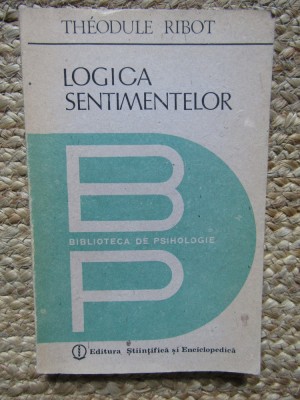 THÉODULE RIBOT
LOGICA
SENTIMENTELOR
B
BIBLIOTECA DE PSIHOLOGIE
P
Editura Științifică și Enciclopedică